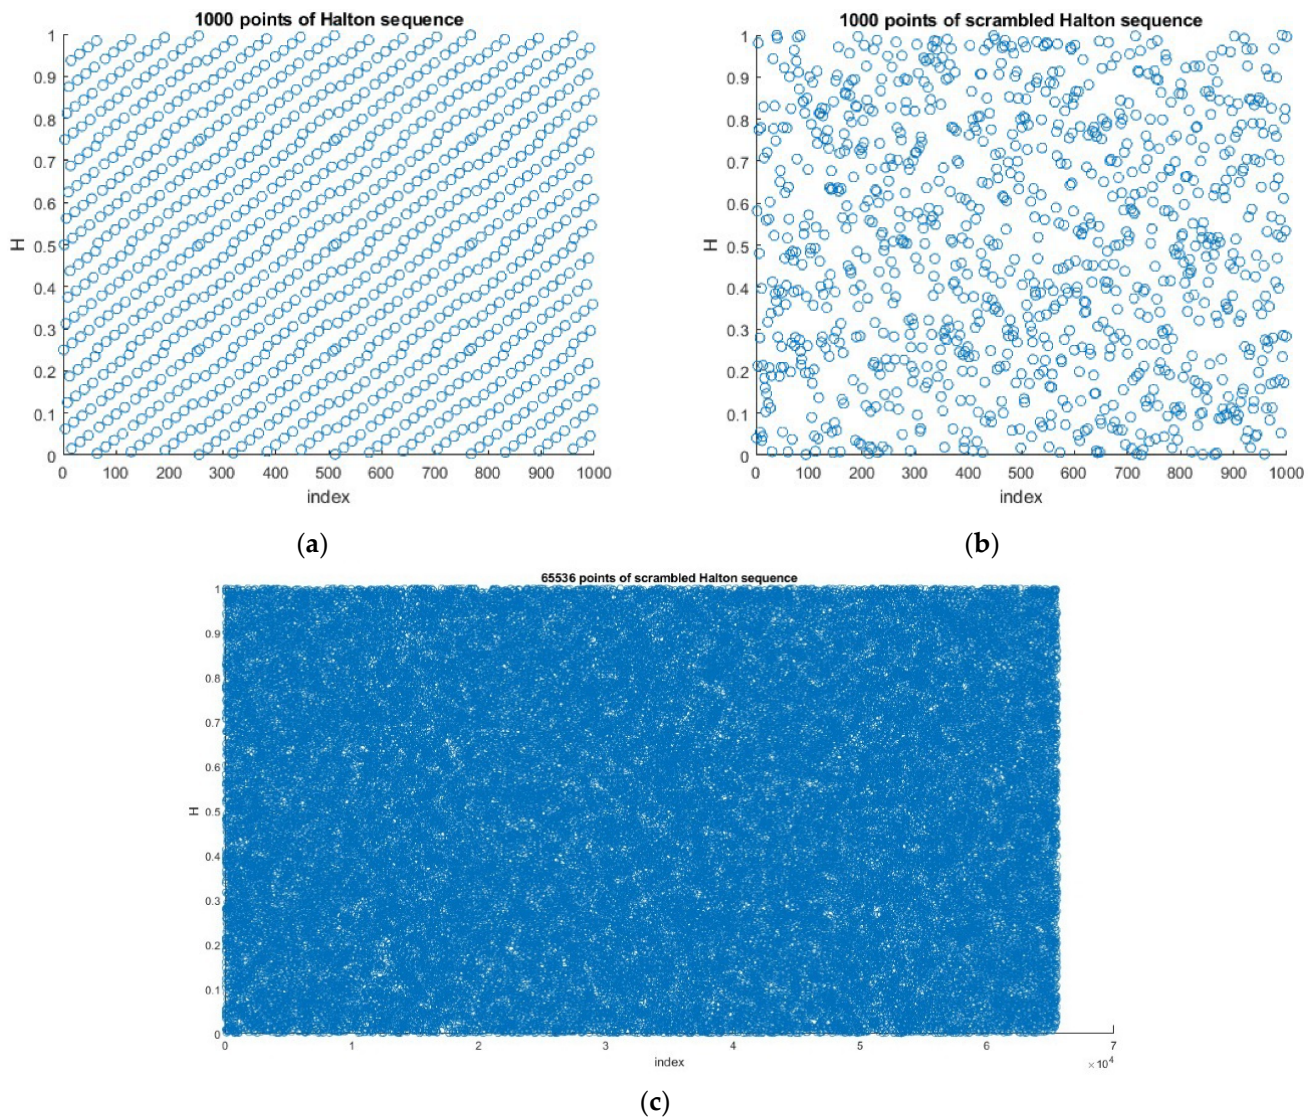 1000 points of Halton sequence
1
0.9
0.8
0.7
0.6
0.5
0.4
0.3
0.2
0.1
0
H
0 100 200 300 400 500 600 700 800 900 1000
index
(a)
1000 points of scrambled Halton sequence
1
0.9
0.8
0.7
0.6
0.5
0.4
0.3
0.2
0.1
0
H
0 100 200 300 400 500 600 700 800 900 1000
index
(b)
65536 points of scrambled Halton sequence
1
0.9
0.8
0.7
0.6
0.5
0.4
0.3
0.2
0.1
0
H
0 1 2 3 4 5 6 7
index
×10⁴
(c)